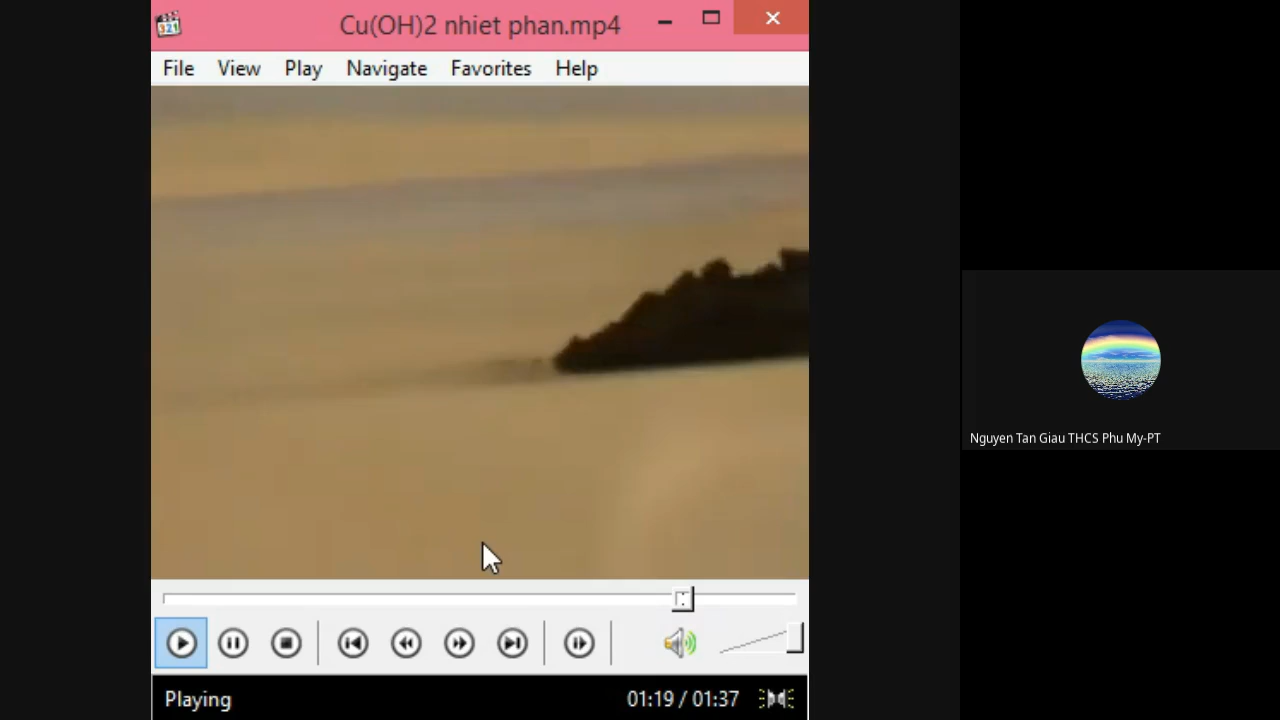 Cu(OH)2 nhiet phan.mp4
File View Play Navigate Favorites Help
Nguyen Tan Giau THCS Phu My-PT
Playing 01:19 / 01:37